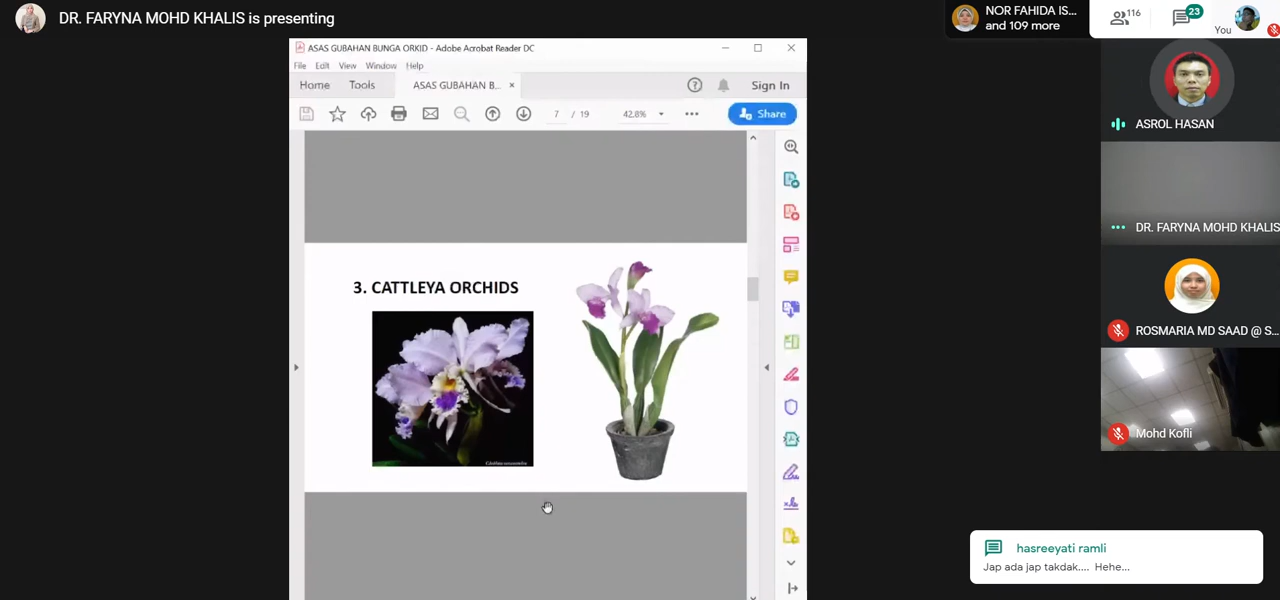 DR. FARYNA MOHD KHALIS is presenting
NOR FAHIDA IS...
and 109 more
116
23
You
ASAS GUBAHAN BUNGA ORKID - Adobe Acrobat Reader DC
File Edit View Window Help
Home Tools ASAS GUBAHAN B... × Sign In
7 / 19 42.8% Share
3. CATTLEYA ORCHIDS
ASROL HASAN
DR. FARYNA MOHD KHALIS
ROSMARIA MD SAAD @ S...
Mohd Kofli
hasreeyati ramli
Jap ada jap takdak.... Hehe...